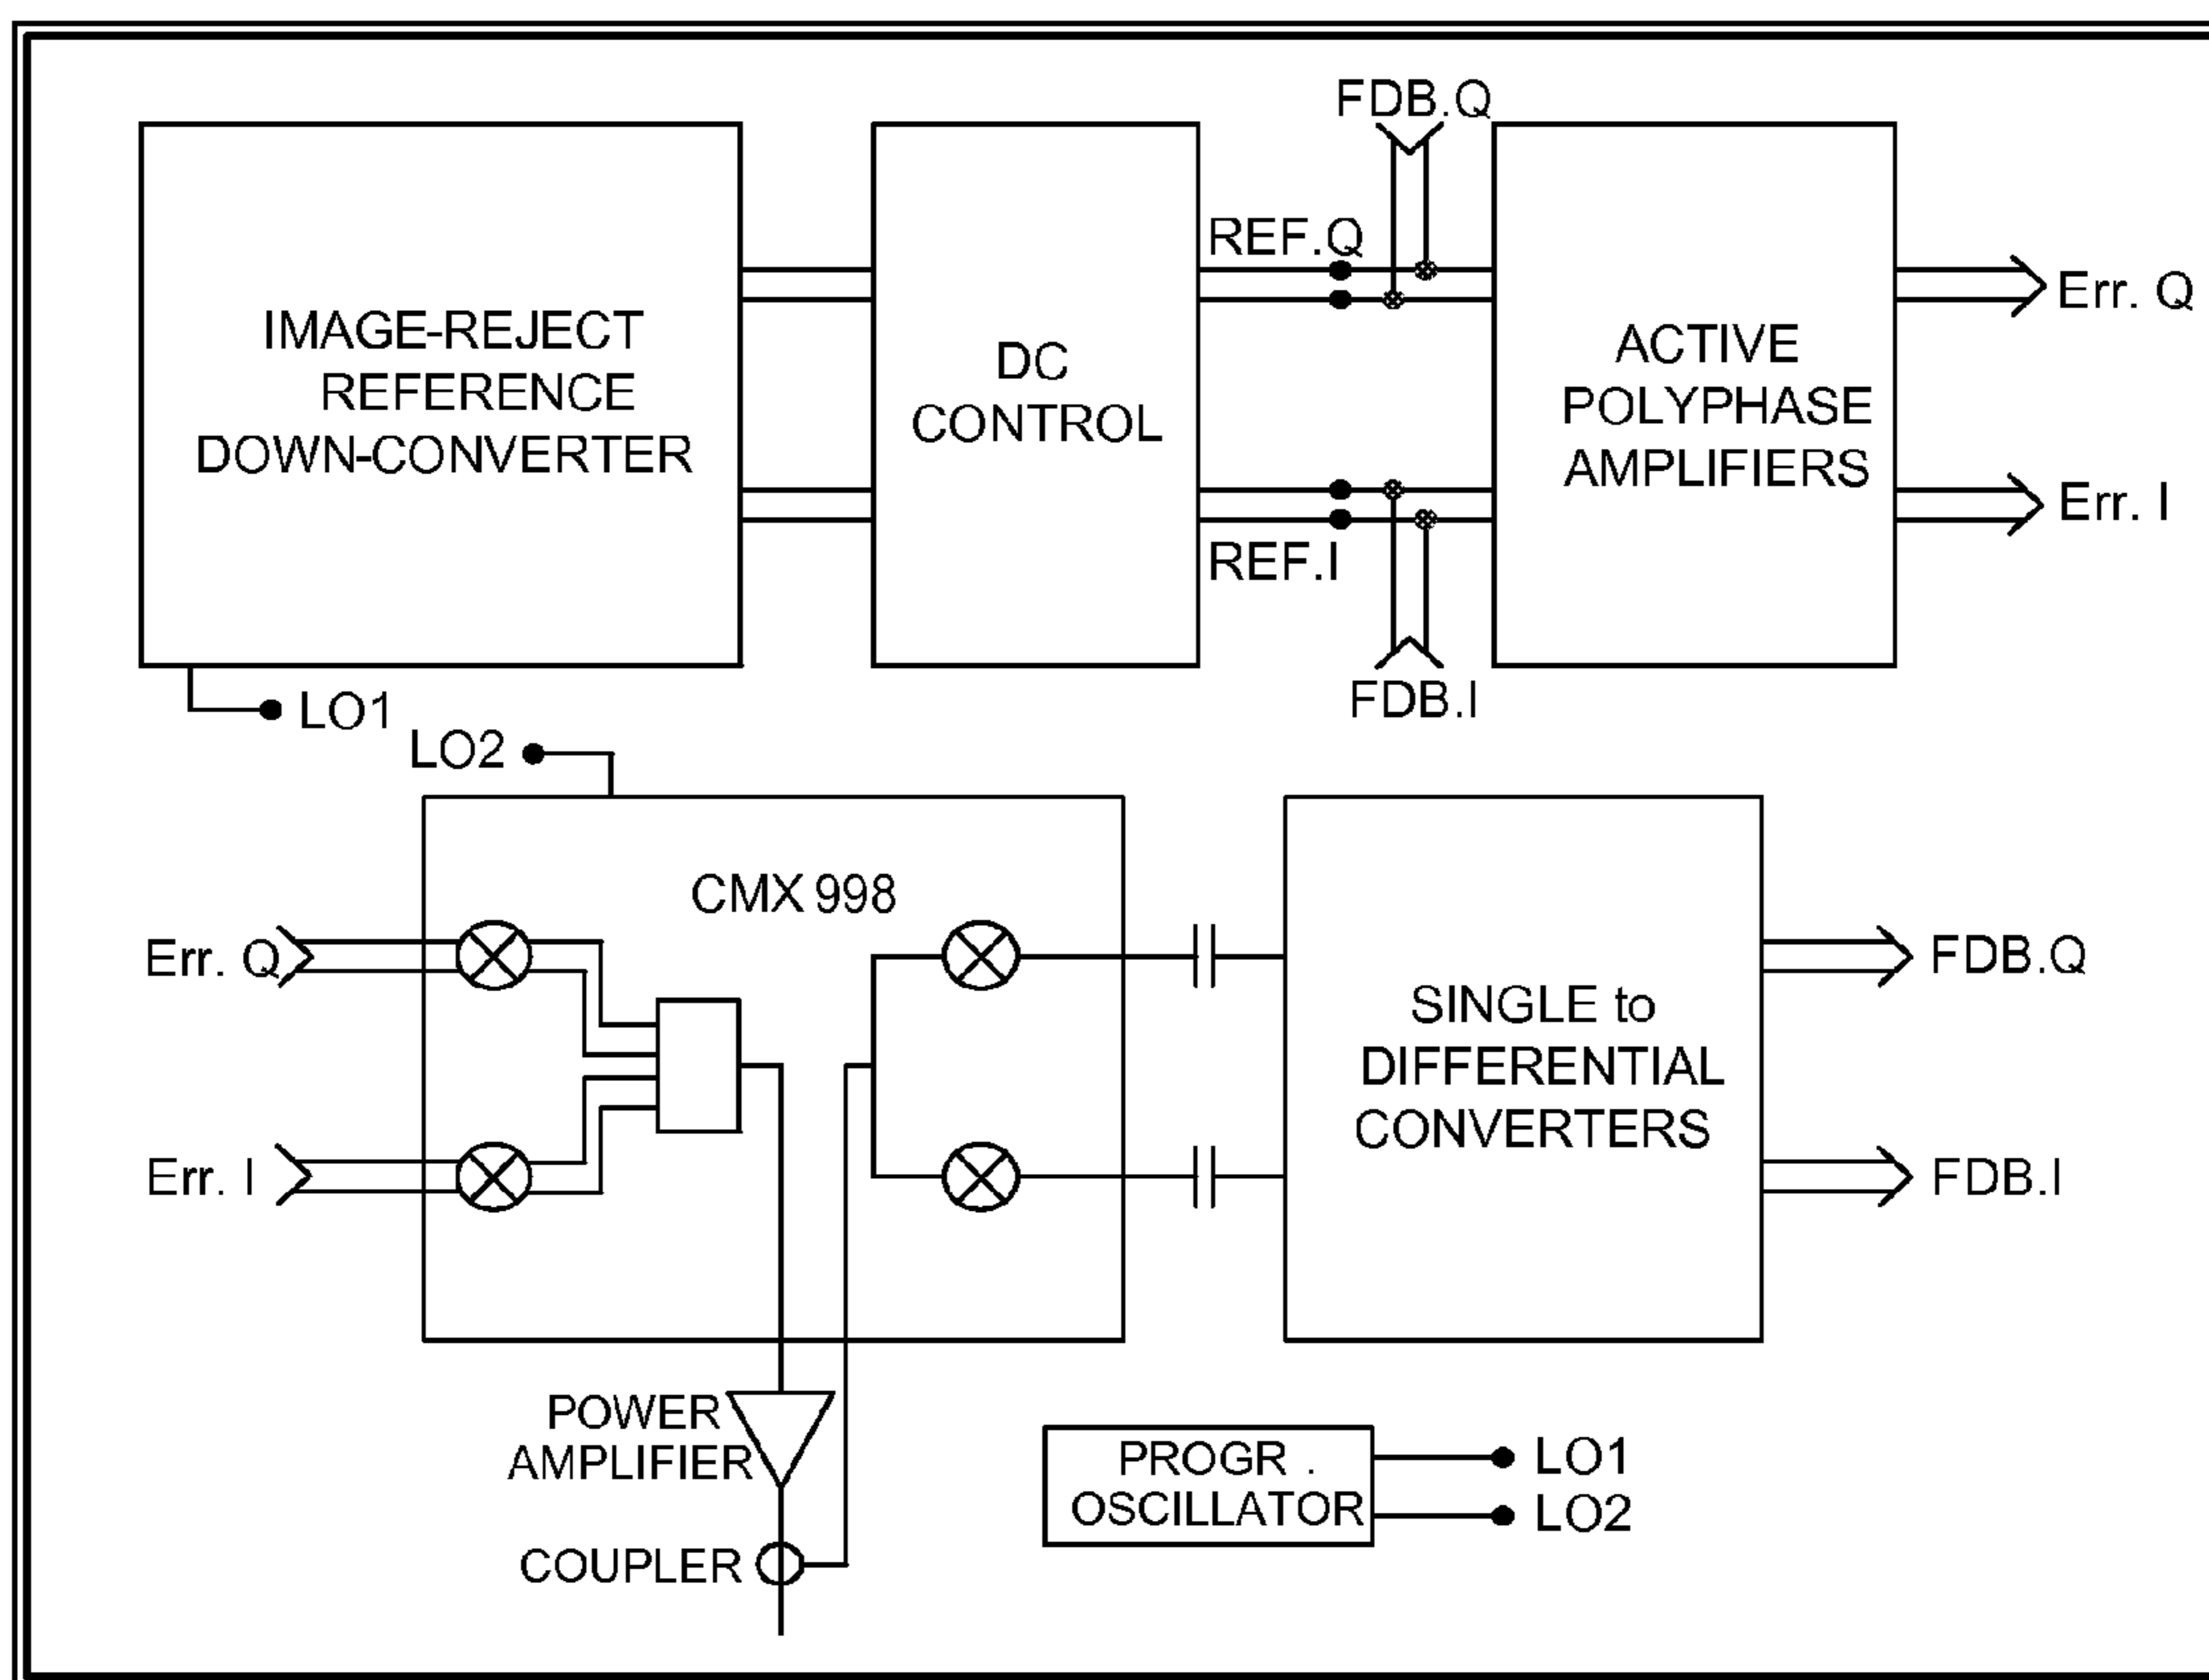 FDB.Q
IMAGE-REJECT
REFERENCE
DOWN-CONVERTER
DC
CONTROL
REF.Q
REF.I
FDB.I
ACTIVE
POLYPHASE
AMPLIFIERS
Err. Q
Err. I
LO1
LO2
CMX 998
Err. Q
Err. I
SINGLE to
DIFFERENTIAL
CONVERTERS
FDB.Q
FDB.I
POWER
AMPLIFIER
COUPLER
PROGR .
OSCILLATOR
LO1
LO2